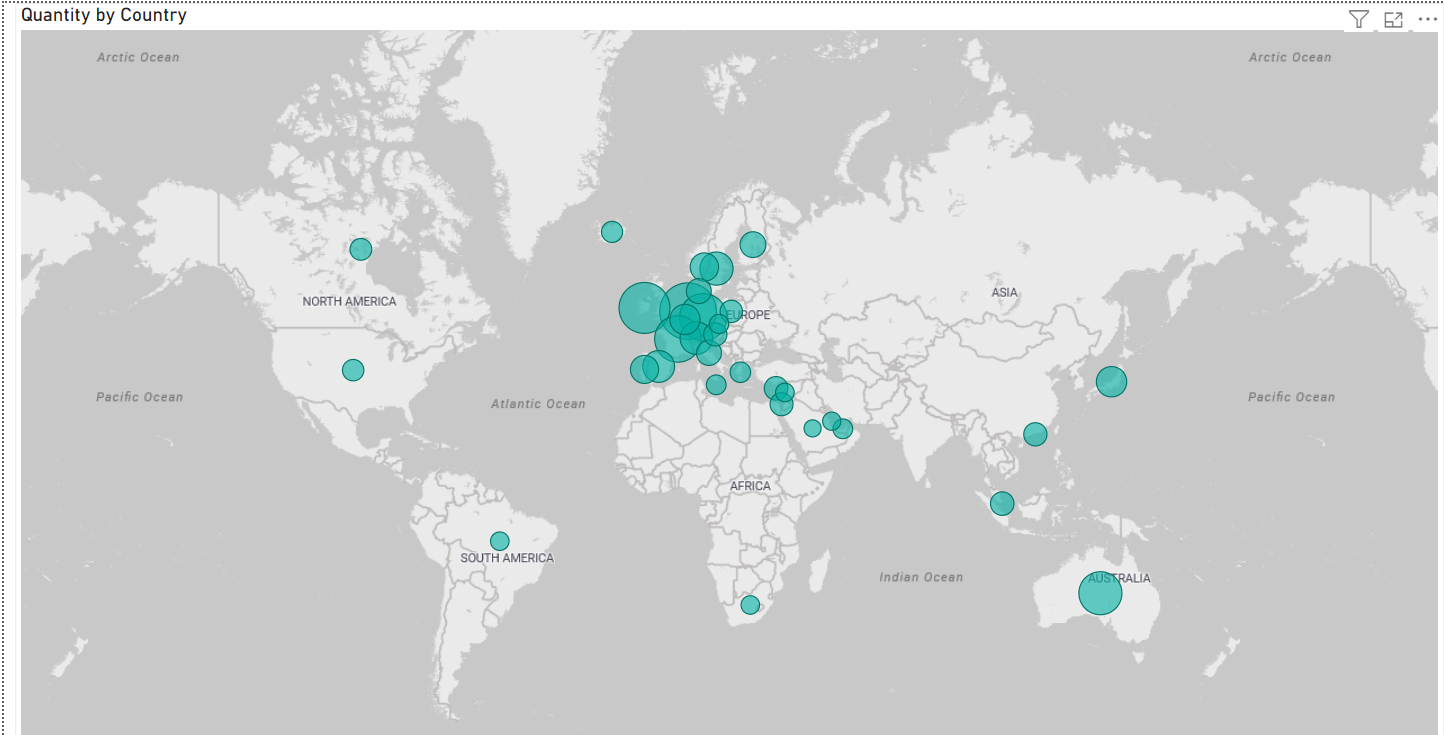 Quantity by Country
Arctic Ocean
Arctic Ocean
NORTH AMERICA
ASIA
EUROPE
Pacific Ocean
Atlantic Ocean
Pacific Ocean
AFRICA
SOUTH AMERICA
Indian Ocean
AUSTRALIA